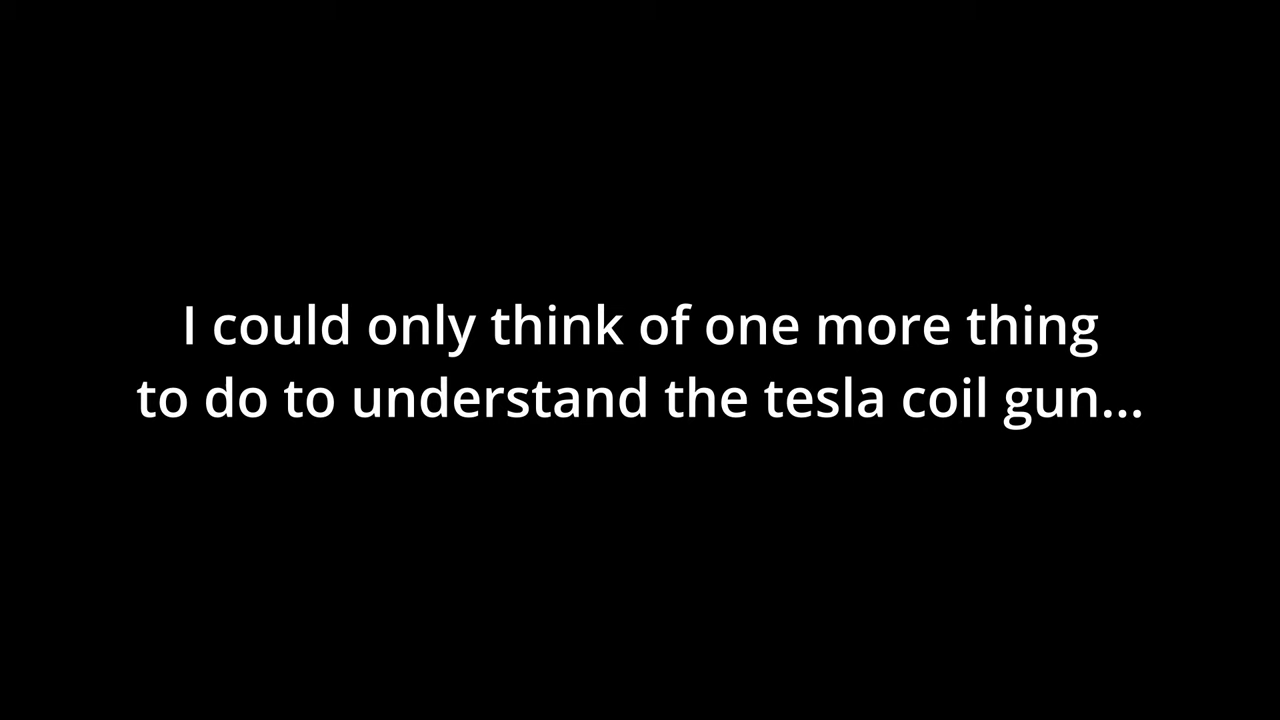 I could only think of one more thing
to do to understand the tesla coil gun...